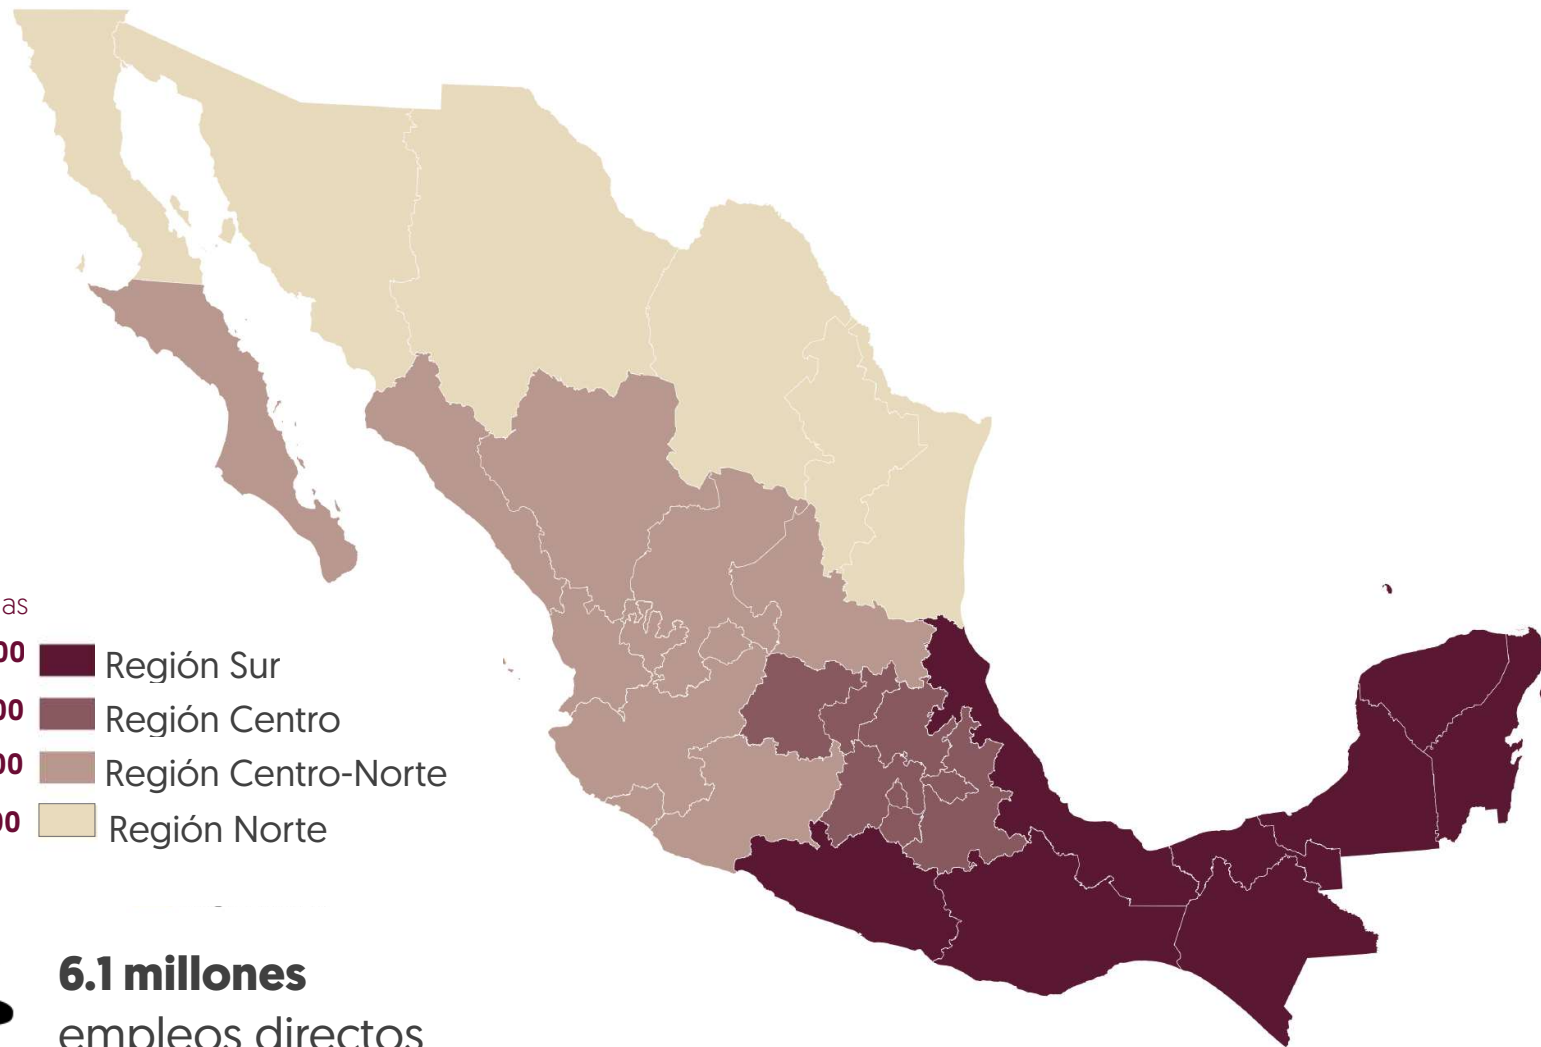 as
00 Región Sur
00 Región Centro
00 Región Centro-Norte
00 Región Norte
6.1 millones
empleos directos